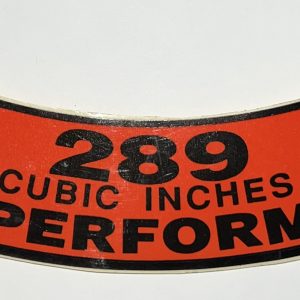 289
CUBIC INCHES
PERFORM